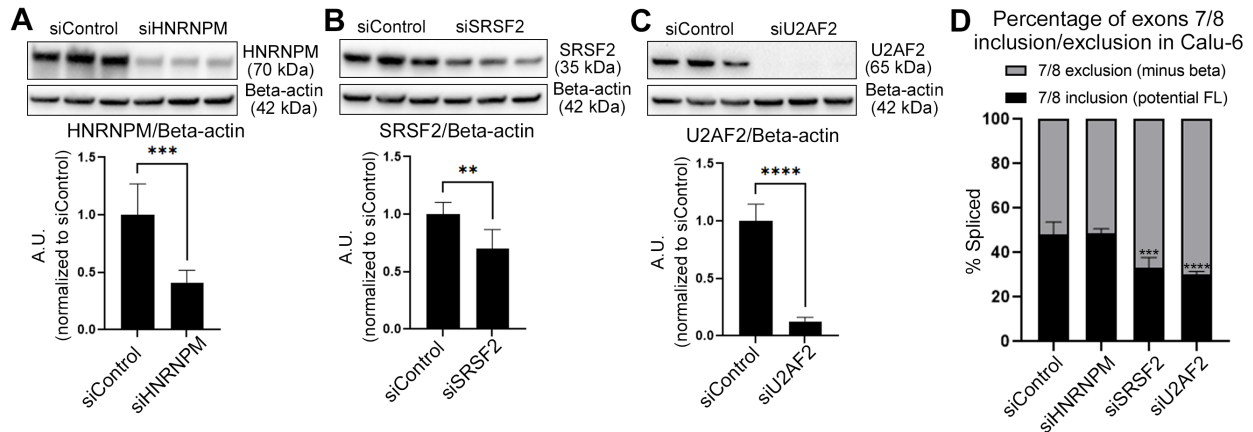 A
siControl siHNRNPM
HNRNPM
(70 kDa)
Beta-actin
(42 kDa)
HNRNPM/Beta-actin
A.U.
(normalized to siControl)
1.5
1.0
0.5
0.0
***
siControl
siHNRNPM
B
siControl siSRSF2
SRSF2
(35 kDa)
Beta-actin
(42 kDa)
SRSF2/Beta-actin
A.U.
(normalized to siControl)
1.5
1.0
0.5
0.0
**
siControl
siSRSF2
C
siControl siU2AF2
U2AF2
(65 kDa)
Beta-actin
(42 kDa)
U2AF2/Beta-actin
A.U.
(normalized to siControl)
1.5
1.0
0.5
0.0
****
siControl
siU2AF2
D
Percentage of exons 7/8
inclusion/exclusion in Calu-6
7/8 exclusion (minus beta)
7/8 inclusion (potential FL)
% Spliced
100
80
60
40
20
0
***
****
siControl
siHNRNPM
siSRSF2
siU2AF2